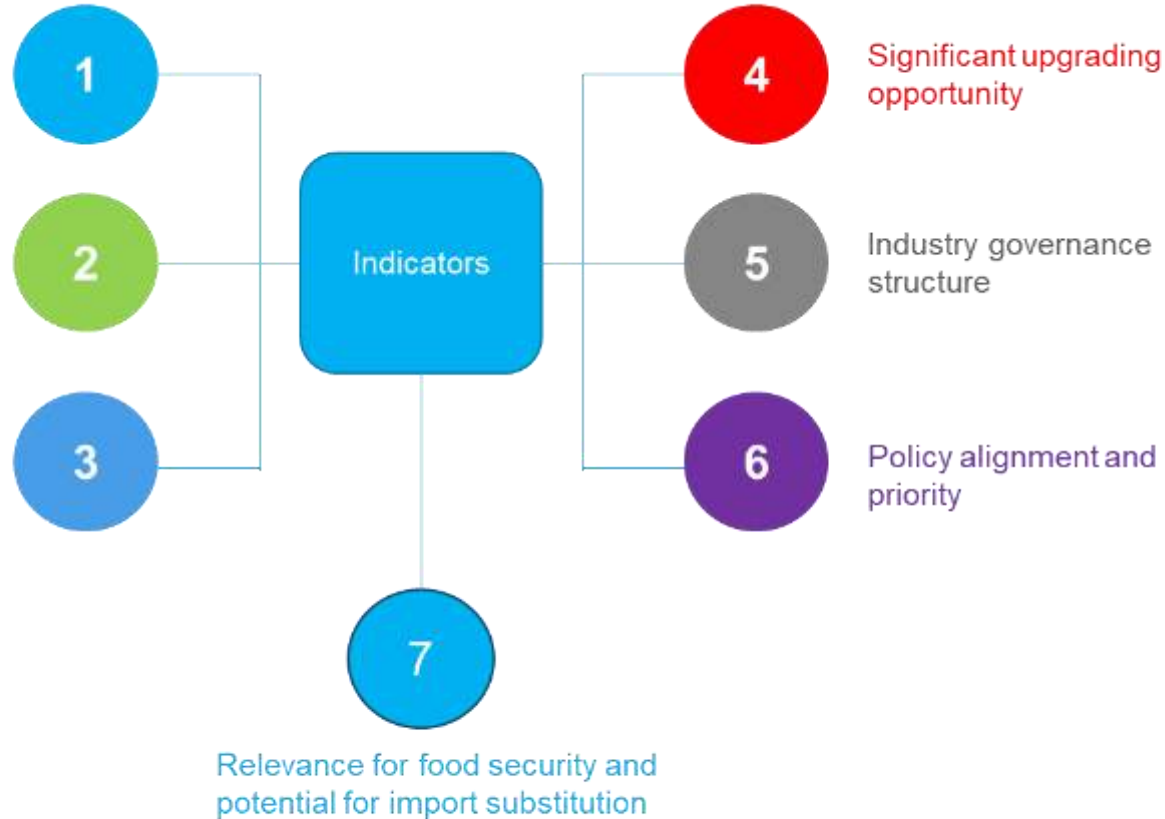 1
4
Significant upgrading
opportunity
2
Indicators
5
Industry governance
structure
3
6
Policy alignment and
priority
7
Relevance for food security and
potential for import substitution